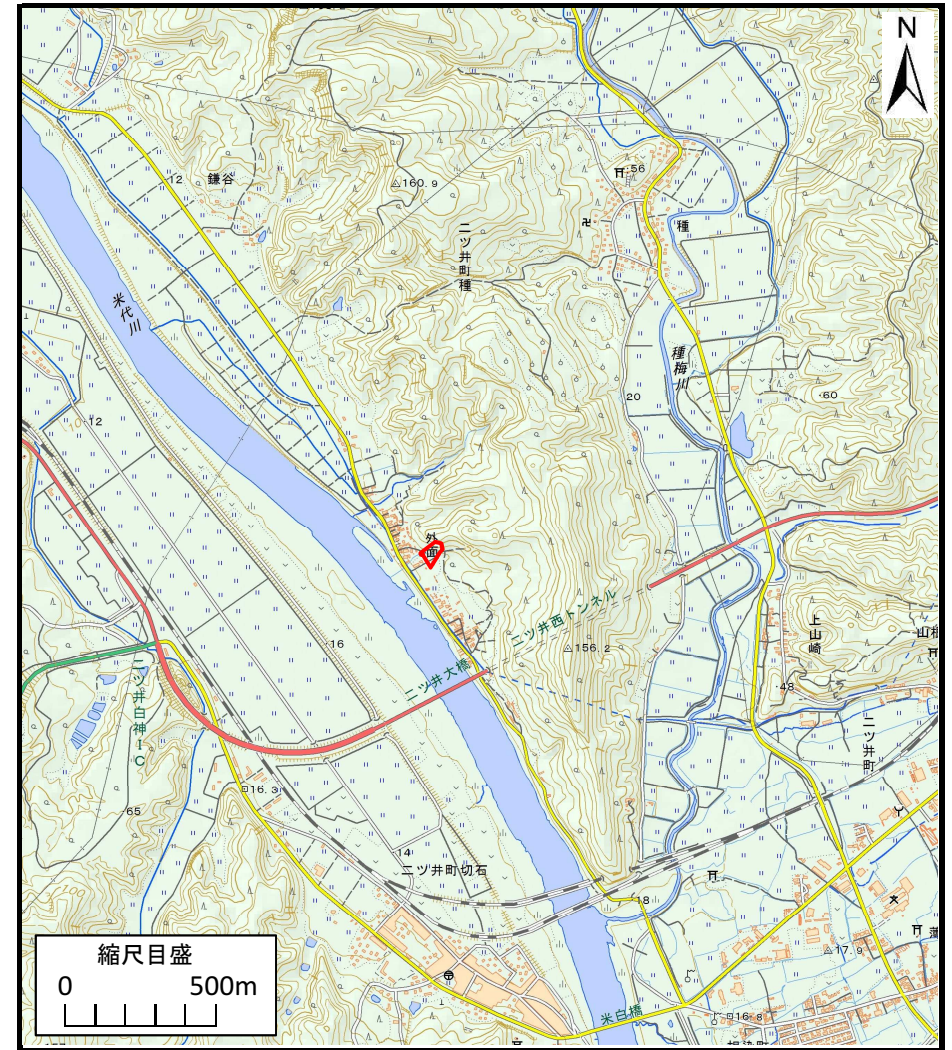 N
160.9
12
鎌谷
56
種
二ツ井町種
米代川
種梅川
20
60
12
外面
二ツ井西トンネル
上山崎
16
156.2
二ツ井大橋
48
二ツ井白神IC
二ツ井町
16.3
65
14
二ツ井町切石
18
17.9
縮尺目盛
0 500m
米白橋
16.8